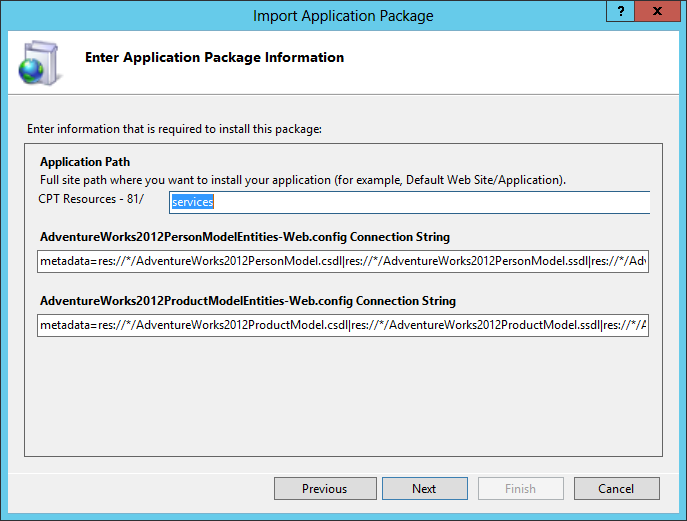 Import Application Package
? x
Enter Application Package Information
Enter information that is required to install this package:
Application Path
Full site path where you want to install your application (for example, Default Web Site/Application).
CPT Resources - 81/ services
AdventureWorks2012PersonModelEntities-Web.config Connection String
metadata=res://*/AdventureWorks2012PersonModel.csdl|res://*/AdventureWorks2012PersonModel.ssdl|res://*/Adv
AdventureWorks2012ProductModelEntities-Web.config Connection String
metadata=res://*/AdventureWorks2012ProductModel.csdl|res://*/AdventureWorks2012ProductModel.ssdl|res://*/A
Previous Next Finish Cancel